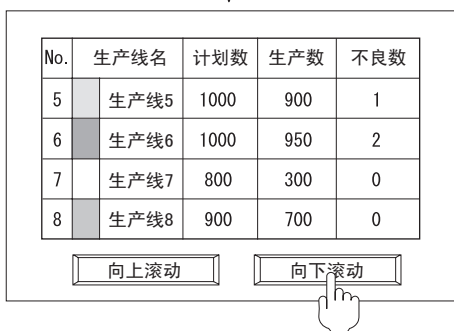 No. 生产线名 计划数 生产数 不良数
5 生产线5 1000 900 1
6 生产线6 1000 950 2
7 生产线7 800 300 0
8 生产线8 900 700 0
向上滚动 向下滚动